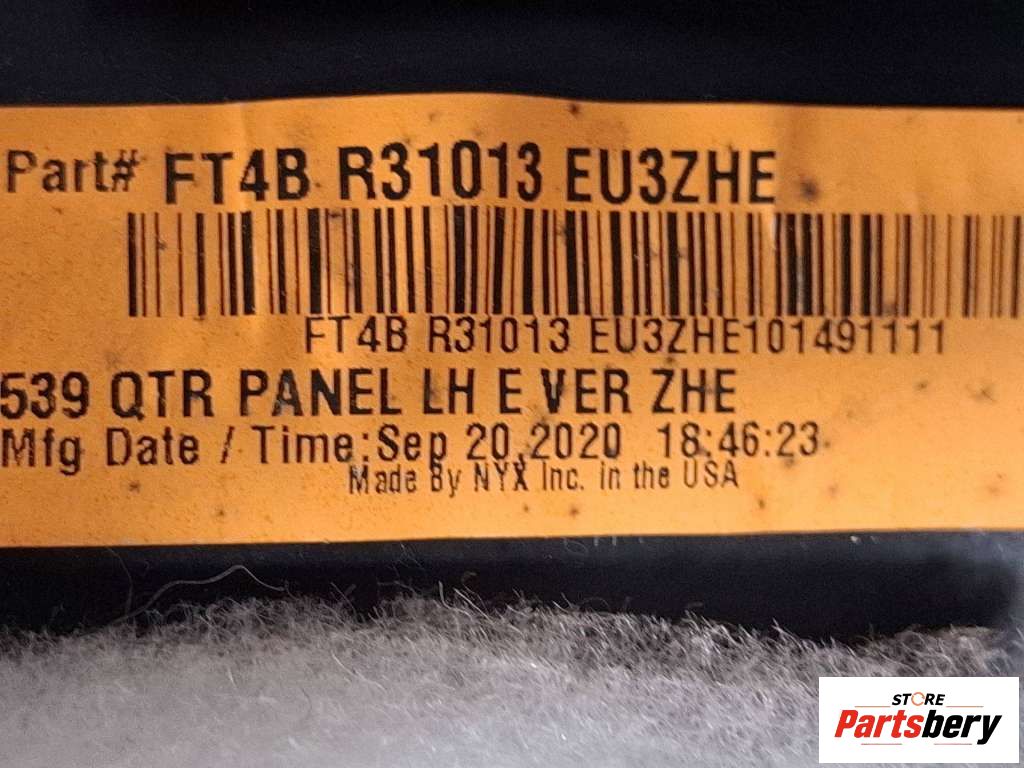 Part# FT4B R31013 EU3ZHE
FT4B R31013 EU3ZHE101491111
539 QTR PANEL LH E VER ZHE
Mfg Date / Time:Sep 20,2020 18:46:23
Made By NYX Inc. in the USA
STORE
Partsbery